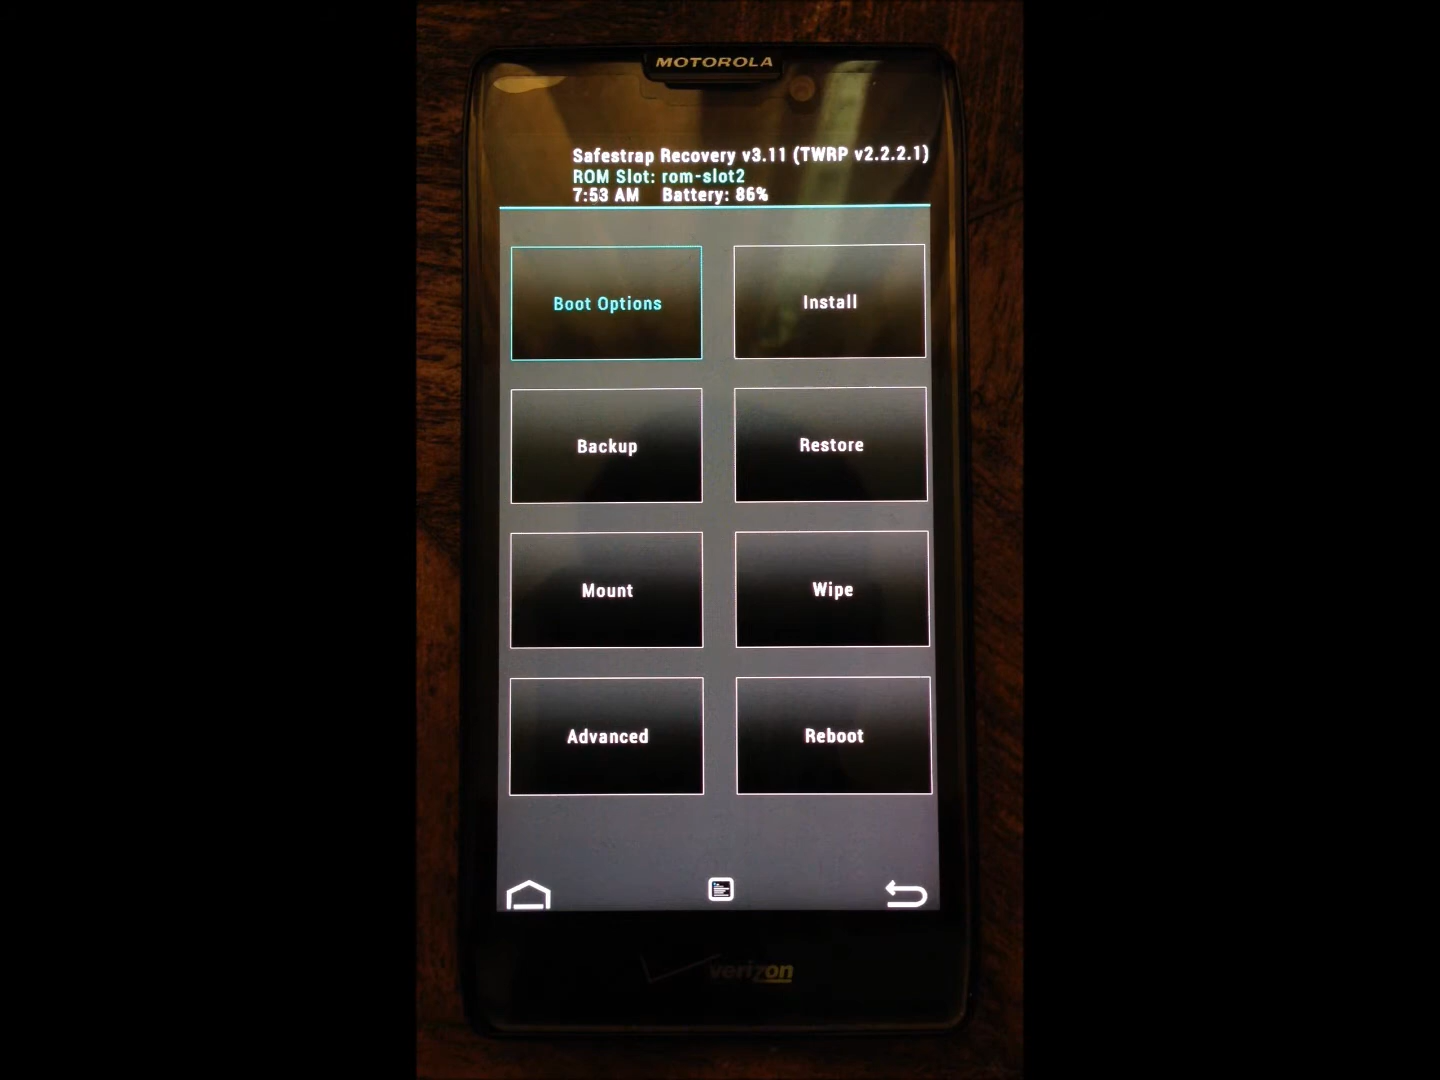 MOTOROLA
Safestrap Recovery v3.11 (TWRP v2.2.2.1)
ROM Slot: rom-slot2
7:53 AM Battery: 86%
Boot Options
Install
Backup
Restore
Mount
Wipe
Advanced
Reboot
verizon